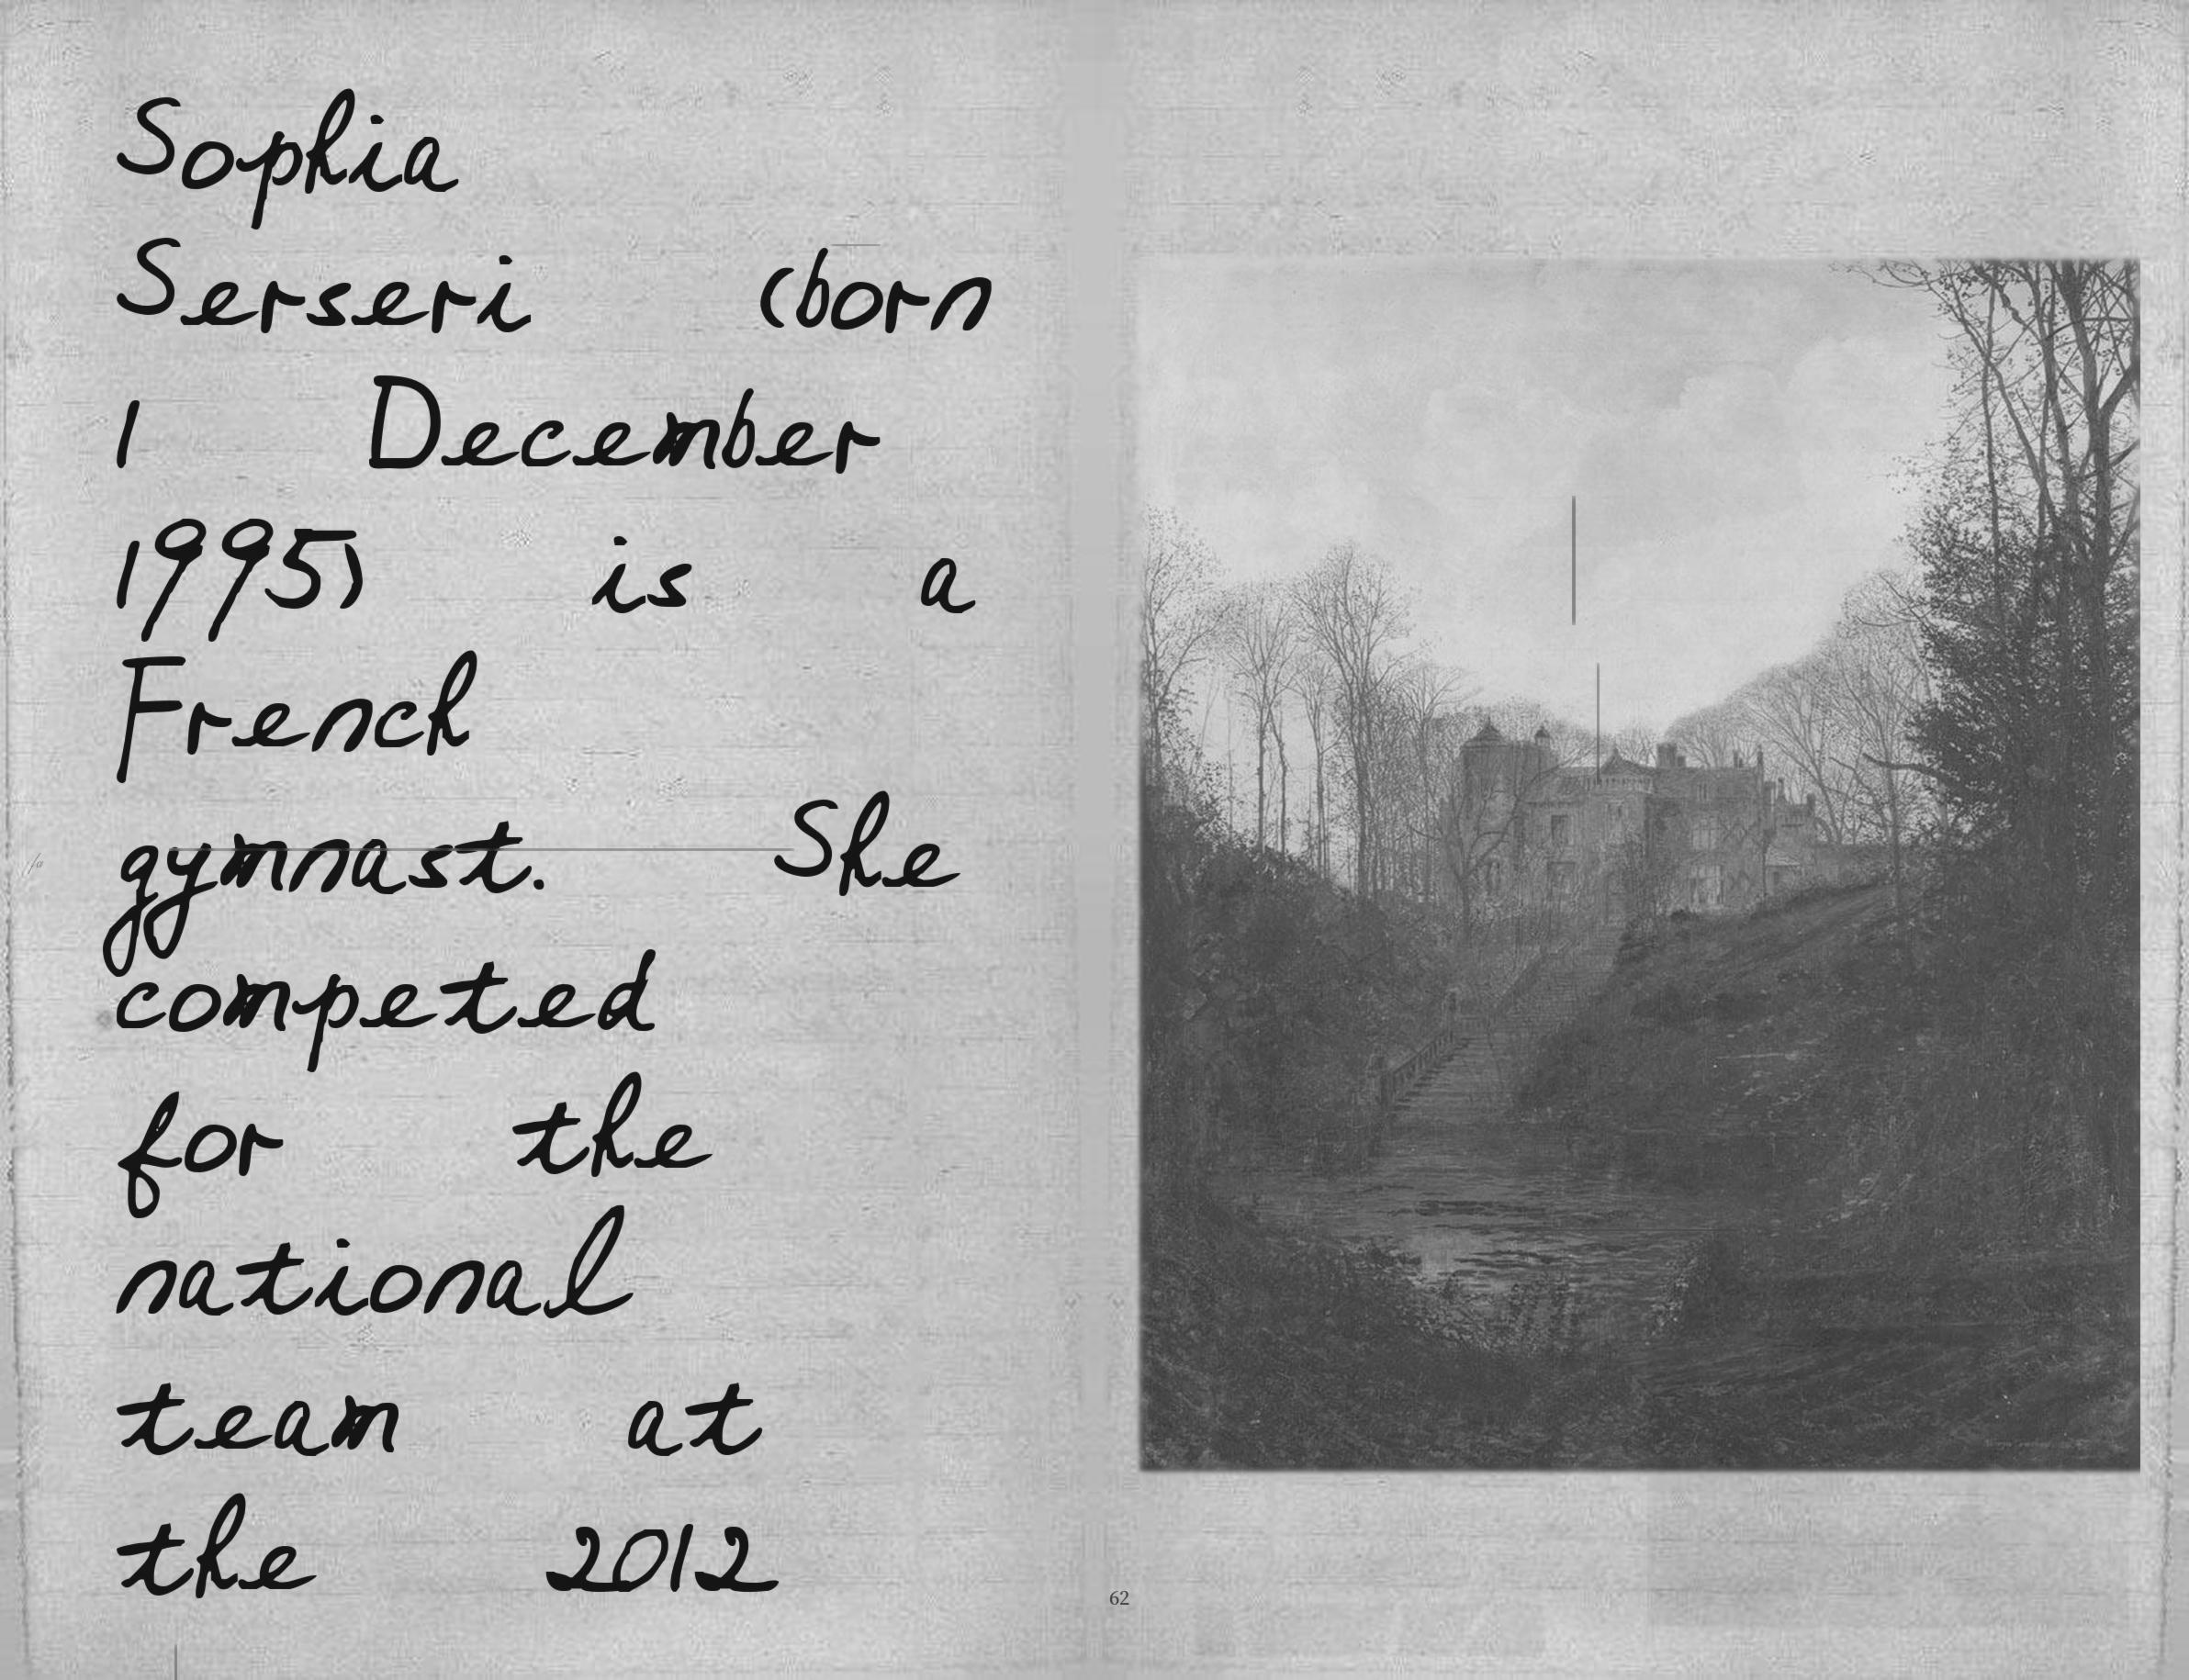 Sophia
Serseri (born
1 December
1995) is a
French
gymnast. She
competed
for the
national
team at
the 2012
62